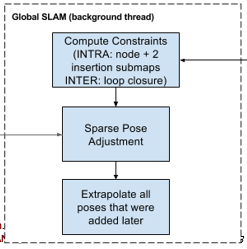 Global SLAM (background thread)
Compute Constraints
(INTRA: node + 2
insertion submaps
INTER: loop closure)
Sparse Pose
Adjustment
Extrapolate all
poses that were
added later